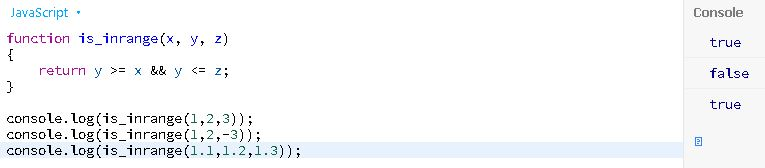 JavaScript
function is_inrange(x, y, z)
{
    return y >= x && y <= z;
}
console.log(is_inrange(1,2,3));
console.log(is_inrange(1,2,-3));
console.log(is_inrange(1.1,1.2,1.3));
Console
true
false
true